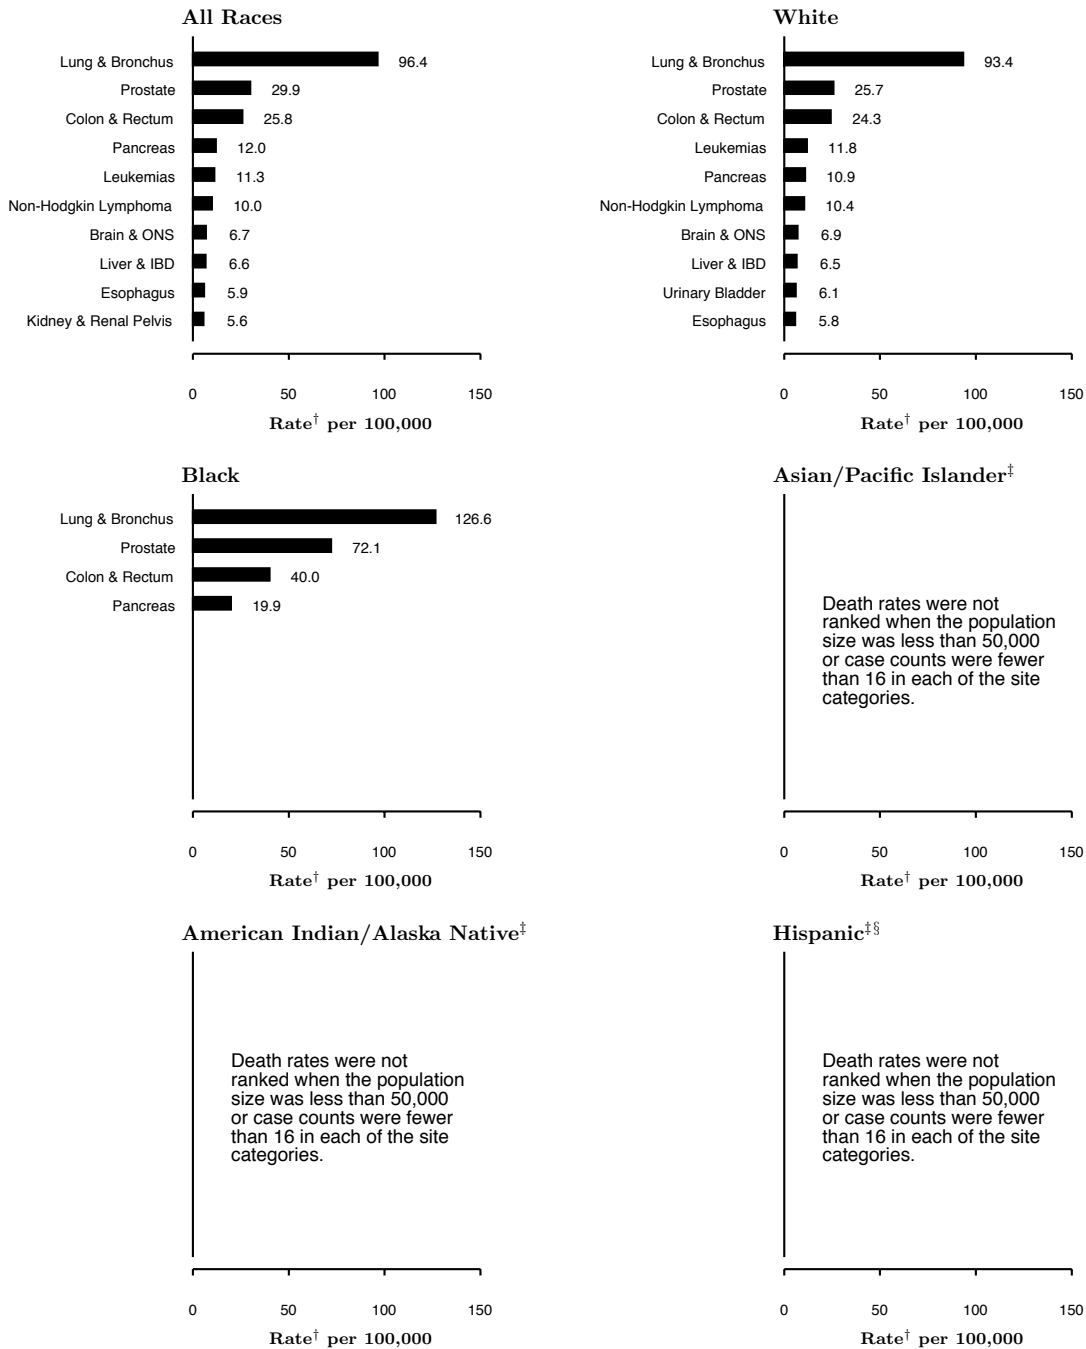 All Races
Lung & Bronchus 96.4
Prostate 29.9
Colon & Rectum 25.8
Pancreas 12.0
Leukemias 11.3
Non-Hodgkin Lymphoma 10.0
Brain & ONS 6.7
Liver & IBD 6.6
Esophagus 5.9
Kidney & Renal Pelvis 5.6
0 50 100 150
Rate† per 100,000
White
Lung & Bronchus 93.4
Prostate 25.7
Colon & Rectum 24.3
Leukemias 11.8
Pancreas 10.9
Non-Hodgkin Lymphoma 10.4
Brain & ONS 6.9
Liver & IBD 6.5
Urinary Bladder 6.1
Esophagus 5.8
0 50 100 150
Rate† per 100,000
Black
Lung & Bronchus 126.6
Prostate 72.1
Colon & Rectum 40.0
Pancreas 19.9
0 50 100 150
Rate† per 100,000
Asian/Pacific Islander‡
Death rates were not
ranked when the population
size was less than 50,000
or case counts were fewer
than 16 in each of the site
categories.
0 50 100 150
Rate† per 100,000
American Indian/Alaska Native‡
Death rates were not
ranked when the population
size was less than 50,000
or case counts were fewer
than 16 in each of the site
categories.
0 50 100 150
Rate† per 100,000
Hispanic‡§
Death rates were not
ranked when the population
size was less than 50,000
or case counts were fewer
than 16 in each of the site
categories.
0 50 100 150
Rate† per 100,000